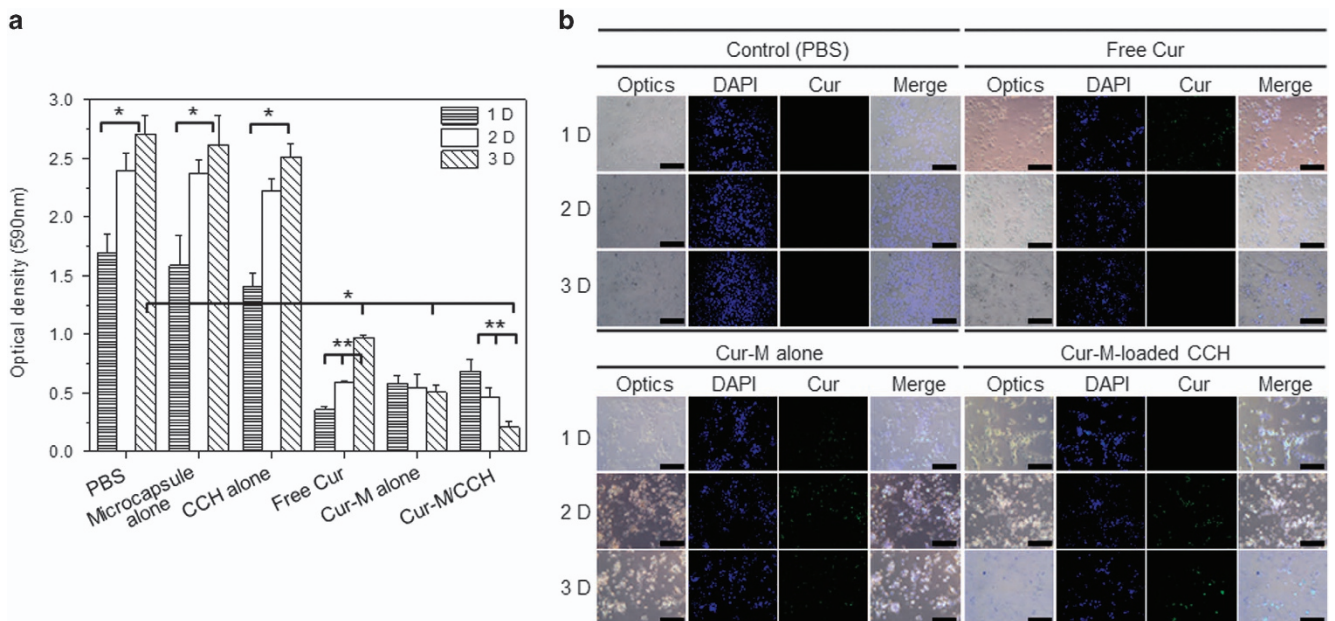 a
Optical density (590nm)
3.0
2.5
2.0
1.5
1.0
0.5
0.0
* * *
1 D
2 D
3 D
*
** **
PBS
Microcapsule
alone
CCH alone
Free Cur
Cur-M alone
Cur-M/CCH
b
Control (PBS)
Optics DAPI Cur Merge
1 D
2 D
3 D
Free Cur
Optics DAPI Cur Merge
Cur-M alone
Optics DAPI Cur Merge
1 D
2 D
3 D
Cur-M-loaded CCH
Optics DAPI Cur Merge